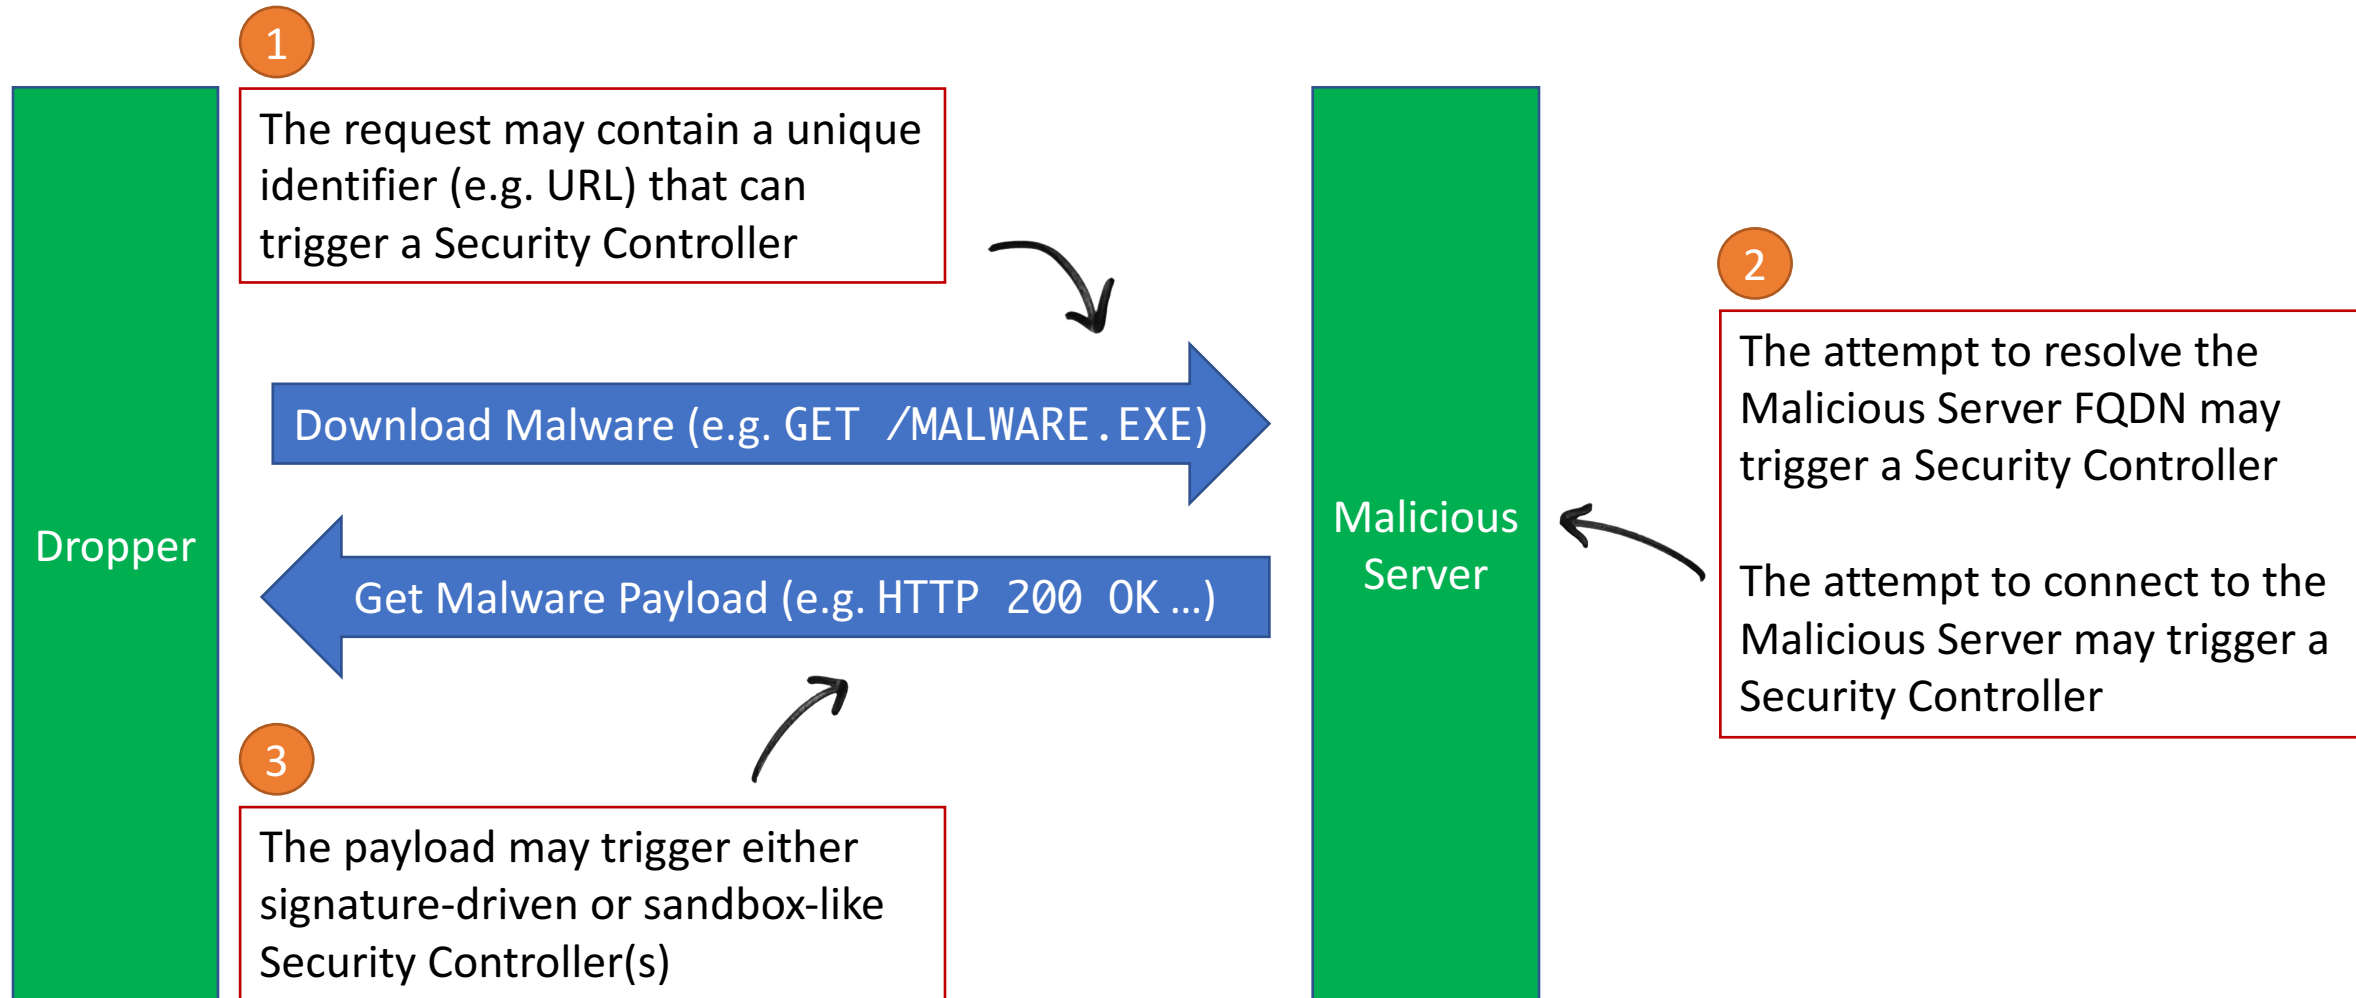 1
The request may contain a unique
identifier (e.g. URL) that can
trigger a Security Controller
2
The attempt to resolve the
Malicious Server FQDN may
trigger a Security Controller
The attempt to connect to the
Malicious Server may trigger a
Security Controller
Download Malware (e.g. GET /MALWARE.EXE)
Dropper
Malicious
Server
Get Malware Payload (e.g. HTTP 200 OK …)
3
The payload may trigger either
signature-driven or sandbox-like
Security Controller(s)